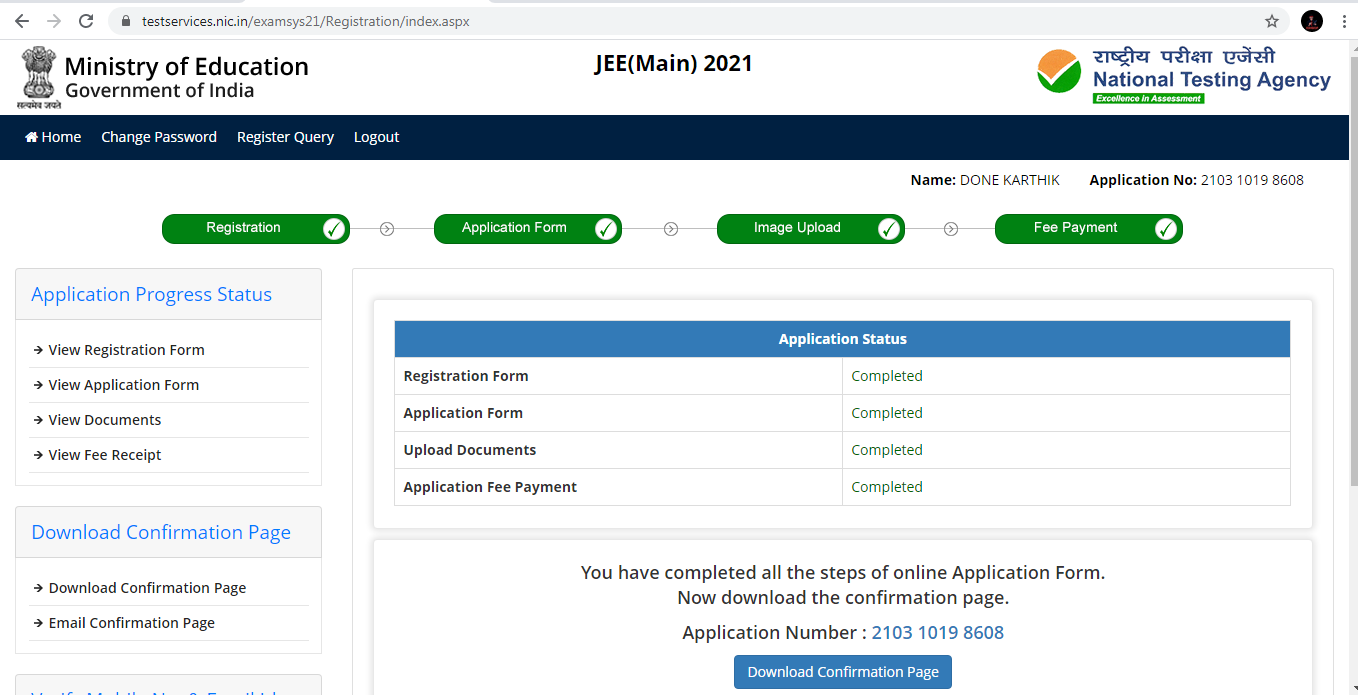 testservices.nic.in/examsys21/Registration/index.aspx
सत्यमेव जयते
Ministry of Education
Government of India
JEE(Main) 2021
राष्ट्रीय परीक्षा एजेंसी
National Testing Agency
Excellence in Assessment
Home Change Password Register Query Logout
Name: DONE KARTHIK Application No: 2103 1019 8608
Registration Application Form Image Upload Fee Payment
Application Progress Status
View Registration Form
View Application Form
View Documents
View Fee Receipt
Download Confirmation Page
Download Confirmation Page
Email Confirmation Page
Application Status
Registration Form Completed
Application Form Completed
Upload Documents Completed
Application Fee Payment Completed
You have completed all the steps of online Application Form.
Now download the confirmation page.
Application Number : 2103 1019 8608
Download Confirmation Page